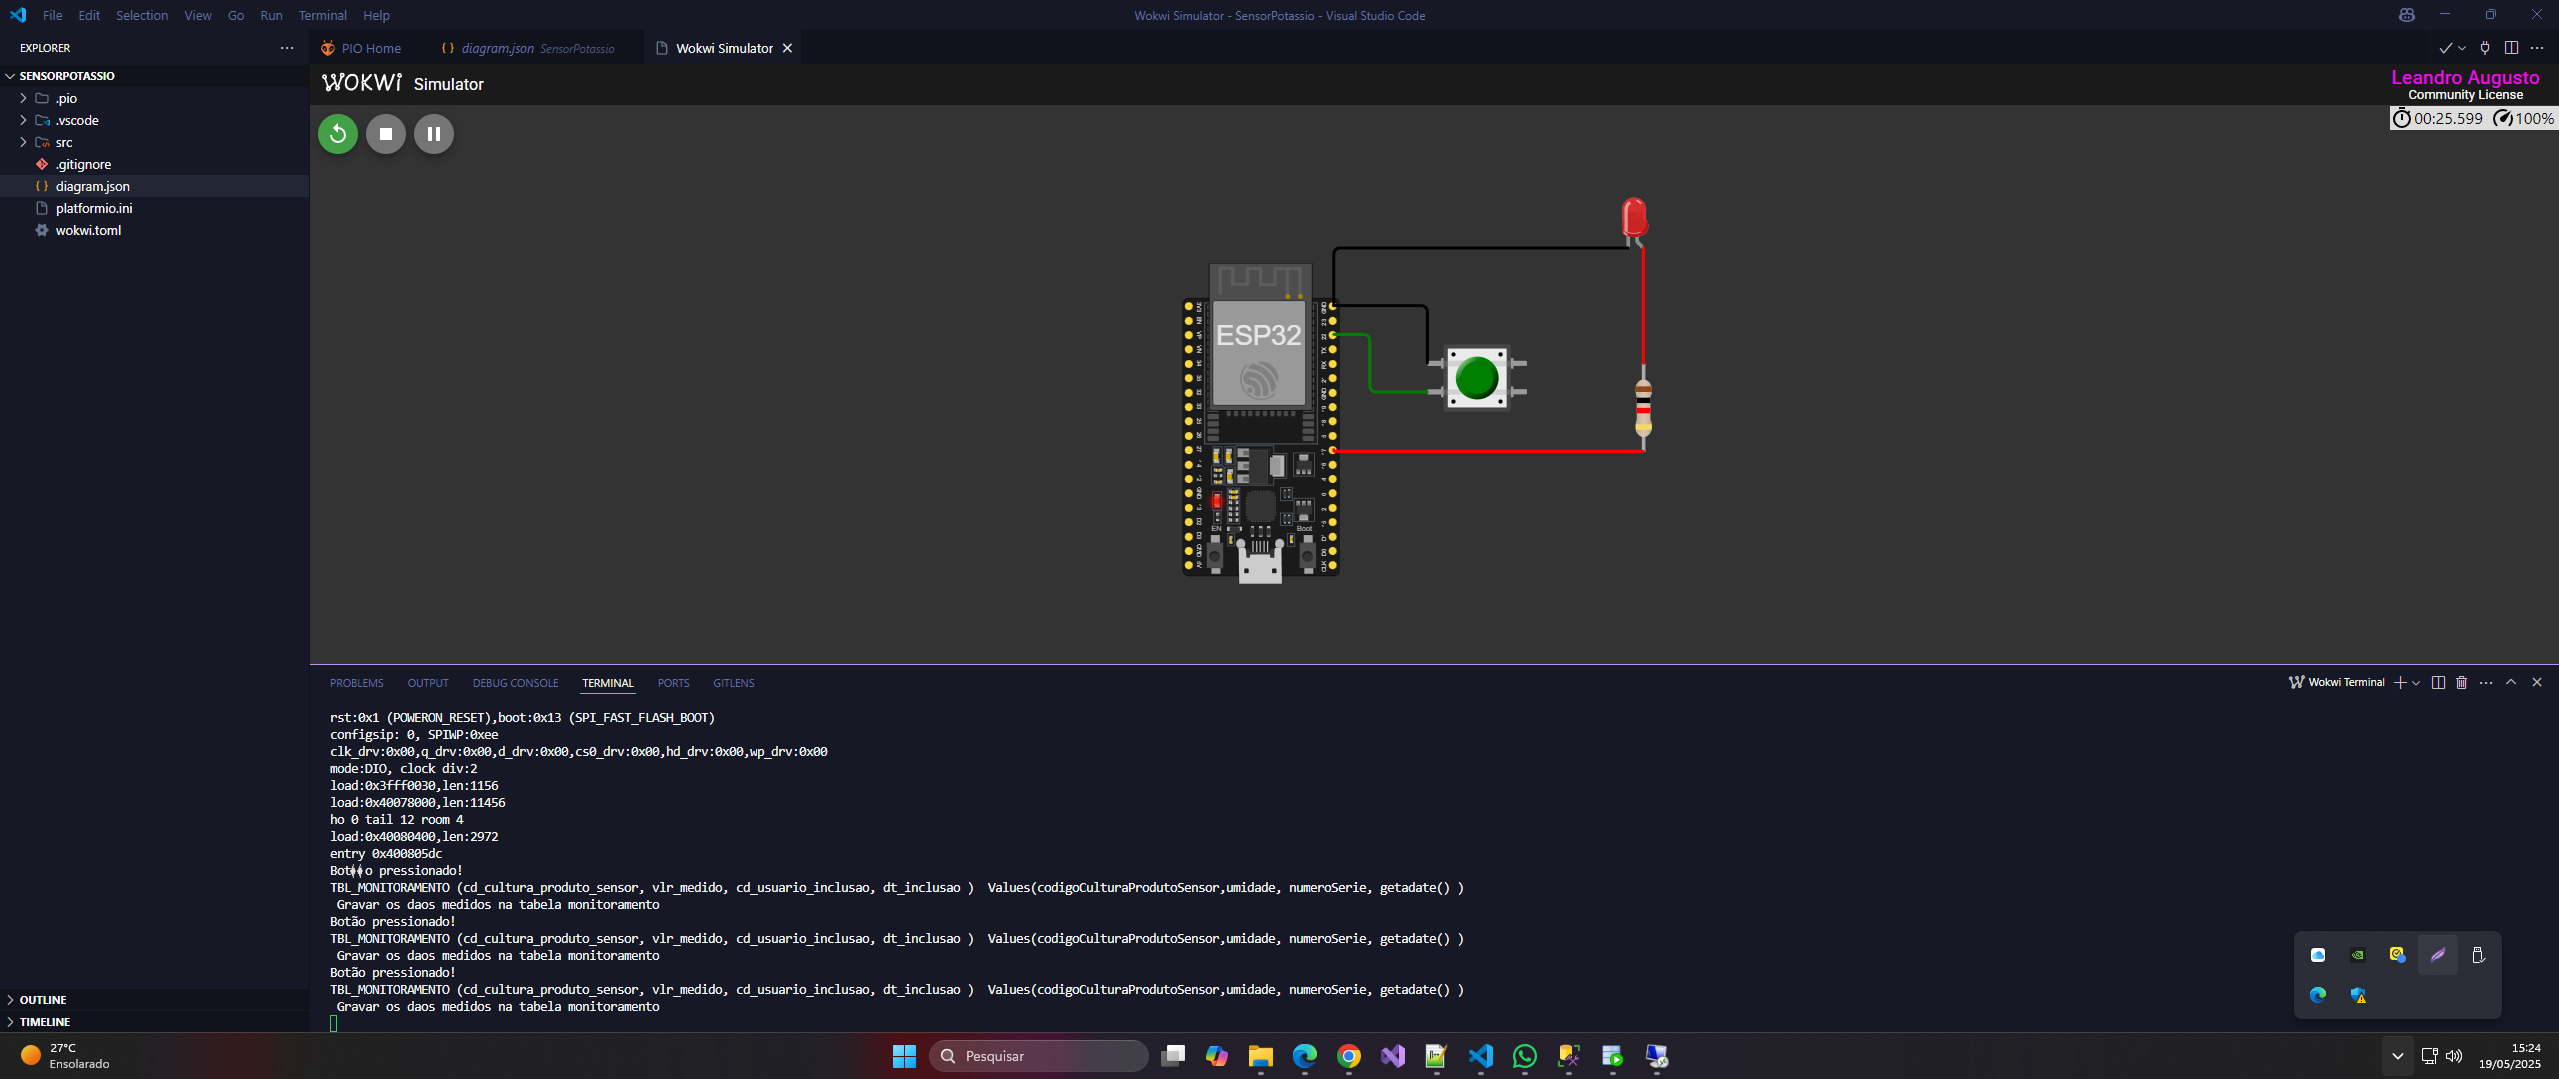 File Edit Selection View Go Run Terminal Help
Wokwi Simulator - SensorPotassio - Visual Studio Code
EXPLORER
SENSORPOTASSIO
.pio
.vscode
src
.gitignore
diagram.json
platformio.ini
wokwi.toml
OUTLINE
TIMELINE
PIO Home
diagram.json SensorPotassio
Wokwi Simulator
WOKWi Simulator
Leandro Augusto
Community License
00:25.599 100%
ESP32
EN
Boot
PROBLEMS OUTPUT DEBUG CONSOLE TERMINAL PORTS GITLENS
Wokwi Terminal
rst:0x1 (POWERON_RESET),boot:0x13 (SPI_FAST_FLASH_BOOT)
configsip: 0, SPIWP:0xee
clk_drv:0x00,q_drv:0x00,d_drv:0x00,cs0_drv:0x00,hd_drv:0x00,wp_drv:0x00
mode:DIO, clock div:2
load:0x3fff0030,len:1156
load:0x40078000,len:11456
ho 0 tail 12 room 4
load:0x40080400,len:2972
entry 0x400805dc
Bot��o pressionado!
TBL_MONITORAMENTO (cd_cultura_produto_sensor, vlr_medido, cd_usuario_inclusao, dt_inclusao )  Values(codigoCulturaProdutoSensor,umidade, numeroSerie, getadate() )
Gravar os daos medidos na tabela monitoramento
Botão pressionado!
TBL_MONITORAMENTO (cd_cultura_produto_sensor, vlr_medido, cd_usuario_inclusao, dt_inclusao )  Values(codigoCulturaProdutoSensor,umidade, numeroSerie, getadate() )
Gravar os daos medidos na tabela monitoramento
Botão pressionado!
TBL_MONITORAMENTO (cd_cultura_produto_sensor, vlr_medido, cd_usuario_inclusao, dt_inclusao )  Values(codigoCulturaProdutoSensor,umidade, numeroSerie, getadate() )
Gravar os daos medidos na tabela monitoramento
27°C
Ensolarado
Pesquisar
15:24
19/05/2025